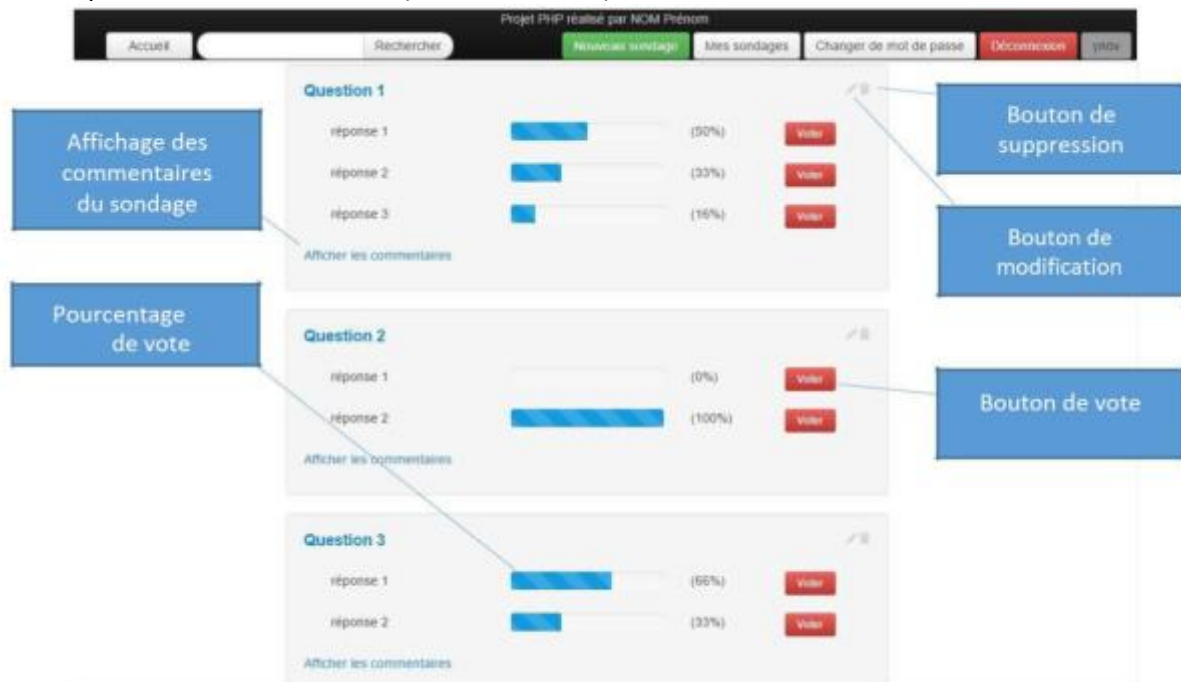 Projet PHP réalisé par NOM Prénom
Accueil
Rechercher
Nouveau sondage
Mes sondages
Changer de mot de passe
Déconnexion
Question 1
réponse 1
(50%)
Voter
réponse 2
(33%)
Voter
réponse 3
(16%)
Voter
Afficher les commentaires
Question 2
réponse 1
(0%)
Voter
réponse 2
(100%)
Voter
Afficher les commentaires
Question 3
réponse 1
(66%)
Voter
réponse 2
(33%)
Voter
Afficher les commentaires
Affichage des
commentaires
du sondage
Pourcentage
de vote
Bouton de
suppression
Bouton de
modification
Bouton de vote